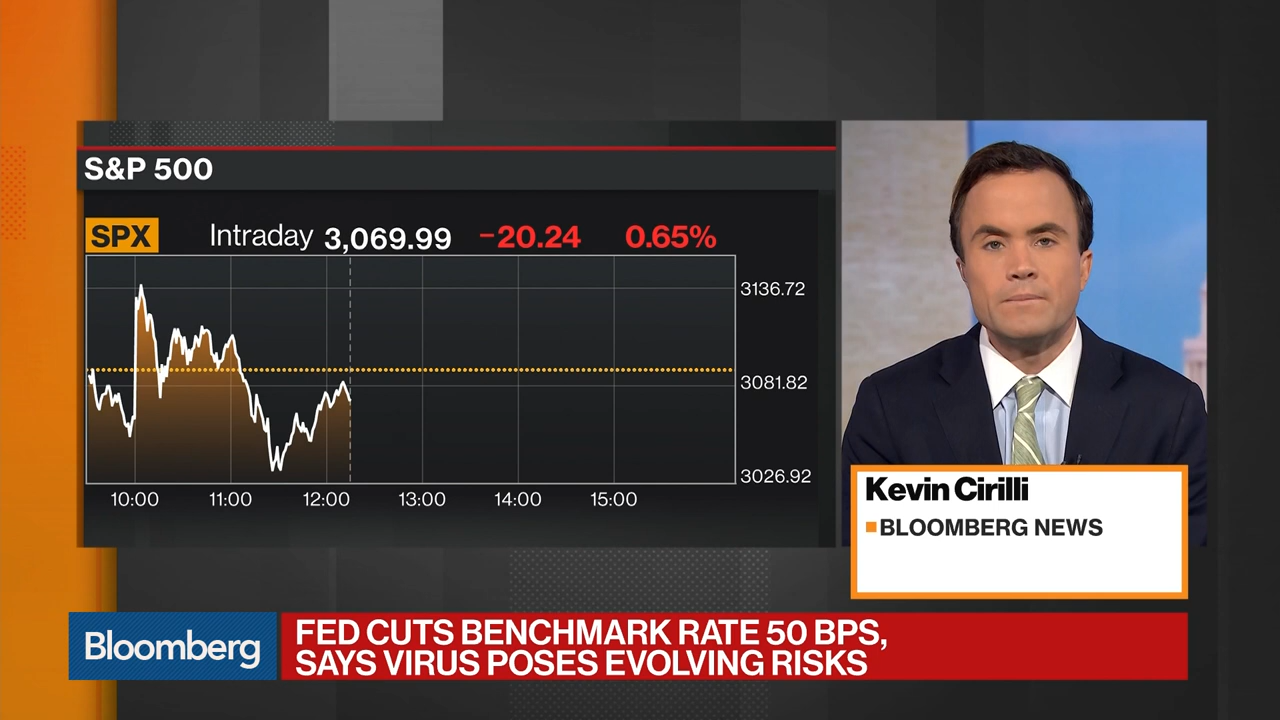 S&P 500
SPX Intraday 3,069.99 -20.24 0.65%
3136.72
3081.82
3026.92
10:00 11:00 12:00 13:00 14:00 15:00
Kevin Cirilli
BLOOMBERG NEWS
Bloomberg
FED CUTS BENCHMARK RATE 50 BPS,
SAYS VIRUS POSES EVOLVING RISKS